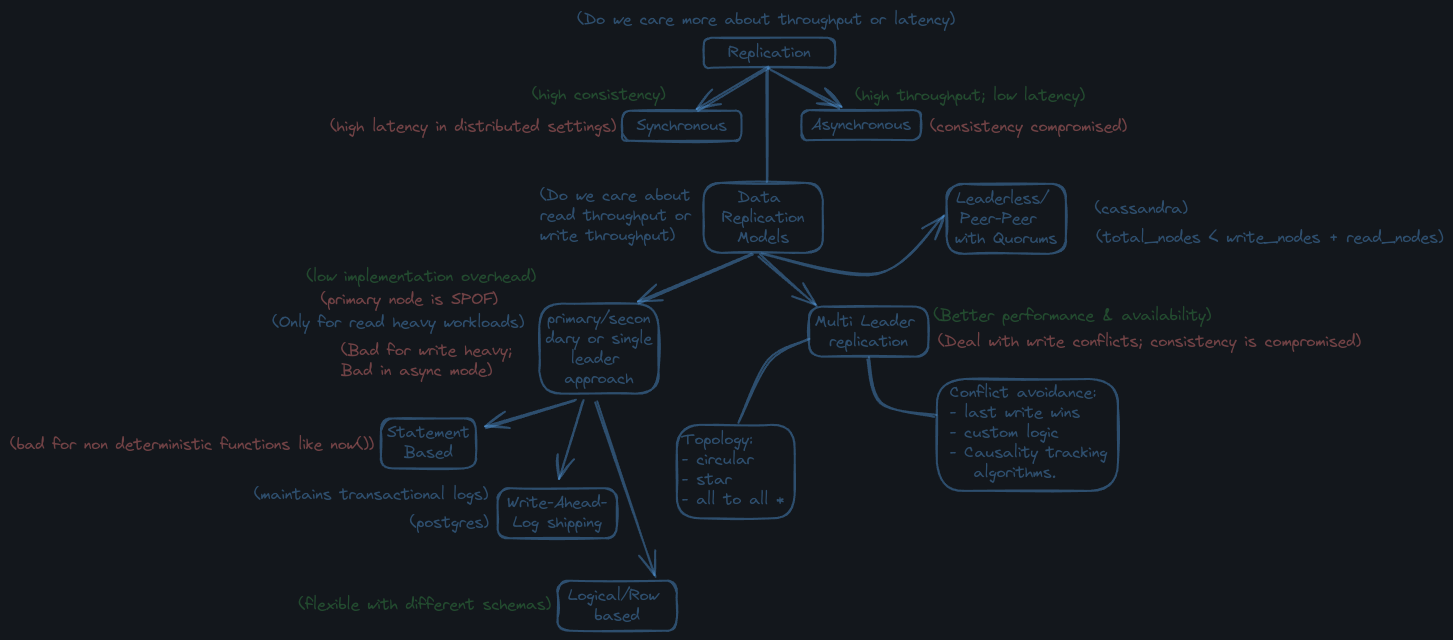 (Do we care more about throughput or latency)
Replication
(high consistency)
(high throughput; low latency)
(high latency in distributed settings)
Synchronous
Asynchronous
(consistency compromised)
(Do we care about
read throughput or
write throughput)
Data
Replication
Models
Leaderless/
Peer-Peer
with Quorums
(cassandra)
(total_nodes < write_nodes + read_nodes)
(low implementation overhead)
(primary node is SPOF)
(Only for read heavy workloads)
(Bad for write heavy;
Bad in async mode)
primary/secon
dary or single
leader
approach
Multi Leader
replication
(Better performance & availability)
(Deal with write conflicts; consistency is compromised)
Conflict avoidance:
- last write wins
- custom logic
- Causality tracking
algorithms.
Topology:
- circular
- star
- all to all *
(bad for non deterministic functions like now())
Statement
Based
(maintains transactional logs)
(postgres)
Write-Ahead-
Log shipping
(flexible with different schemas)
Logical/Row
based